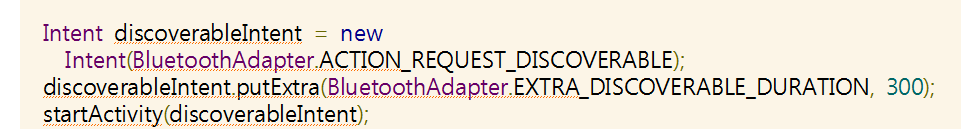 Intent discoverableIntent = new
Intent(BluetoothAdapter.ACTION_REQUEST_DISCOVERABLE);
discoverableIntent.putExtra(BluetoothAdapter.EXTRA_DISCOVERABLE_DURATION, 300);
startActivity(discoverableIntent);